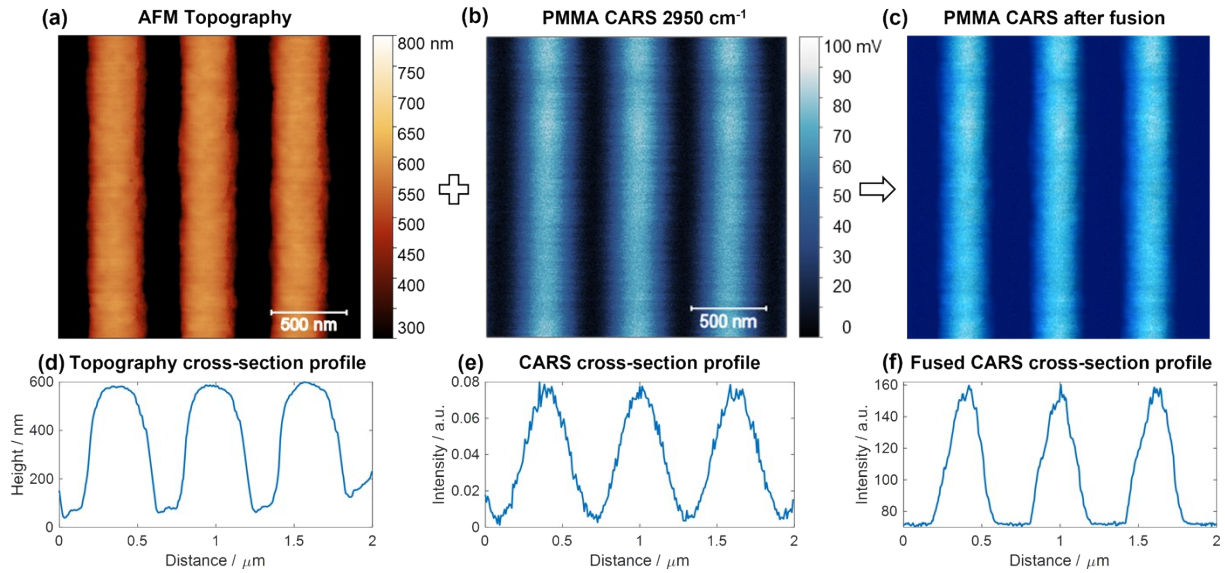 (a) AFM Topography
800 nm
750
700
650
600
550
500
450
400
350
300
500 nm
(b) PMMA CARS 2950 cm⁻¹
100 mV
90
80
70
60
50
40
30
20
10
0
500 nm
(c) PMMA CARS after fusion
(d) Topography cross-section profile
600
400
200
0
Height / nm
0 0.5 1 1.5 2
Distance / μm
(e) CARS cross-section profile
0.08
0.06
0.04
0.02
0
Intensity / a.u.
0 0.5 1 1.5 2
Distance / μm
(f) Fused CARS cross-section profile
160
140
120
100
80
Intensity / a.u.
0 0.5 1 1.5 2
Distance / μm